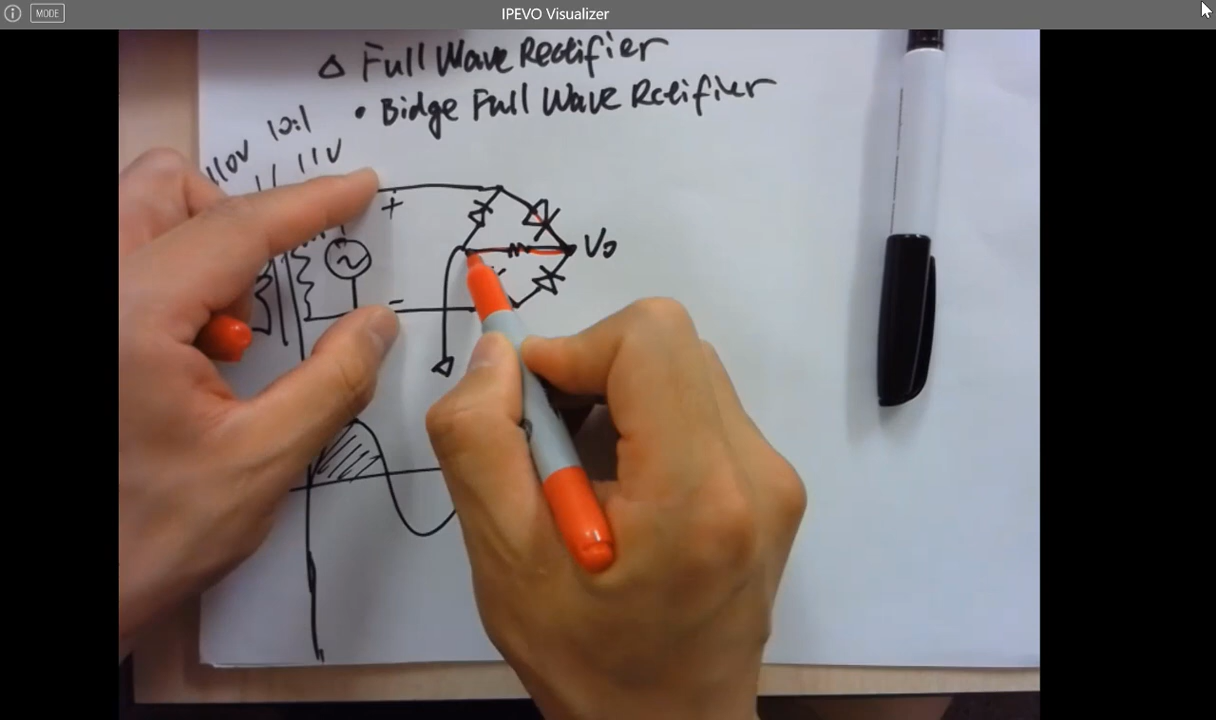 MODE
IPEVO Visualizer
Δ Full Wave Rectifier
• Bidge Full Wave Rctifier
10:1
110V
11V
+
Vo
-